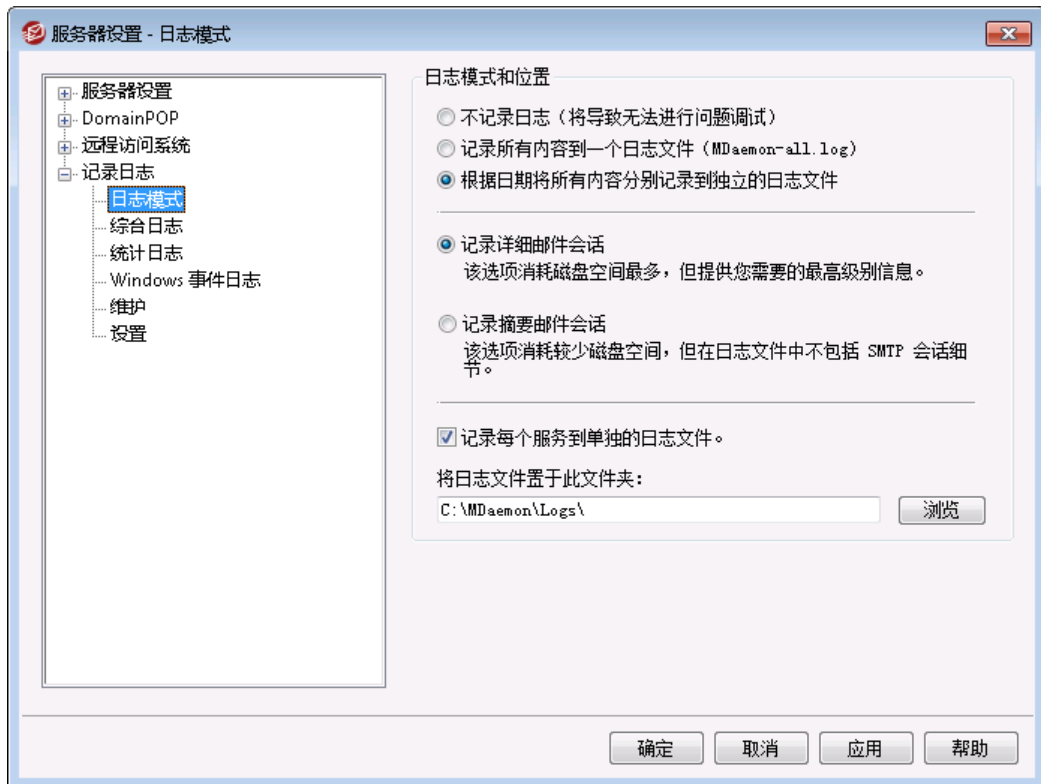 服务器设置 - 日志模式
服务器设置
DomainPOP
远程访问系统
记录日志
日志模式
综合日志
统计日志
Windows 事件日志
维护
设置
日志模式和位置
不记录日志（将导致无法进行问题调试）
记录所有内容到一个日志文件（MDaemon-all.log）
根据日期将所有内容分别记录到独立的日志文件
记录详细邮件会话
该选项消耗磁盘空间最多，但提供您需要的最高级别信息。
记录摘要邮件会话
该选项消耗较少磁盘空间，但在日志文件中不包括 SMTP 会话细
节。
记录每个服务到单独的日志文件。
将日志文件置于此文件夹：
C:\MDaemon\Logs\
浏览
确定
取消
应用
帮助